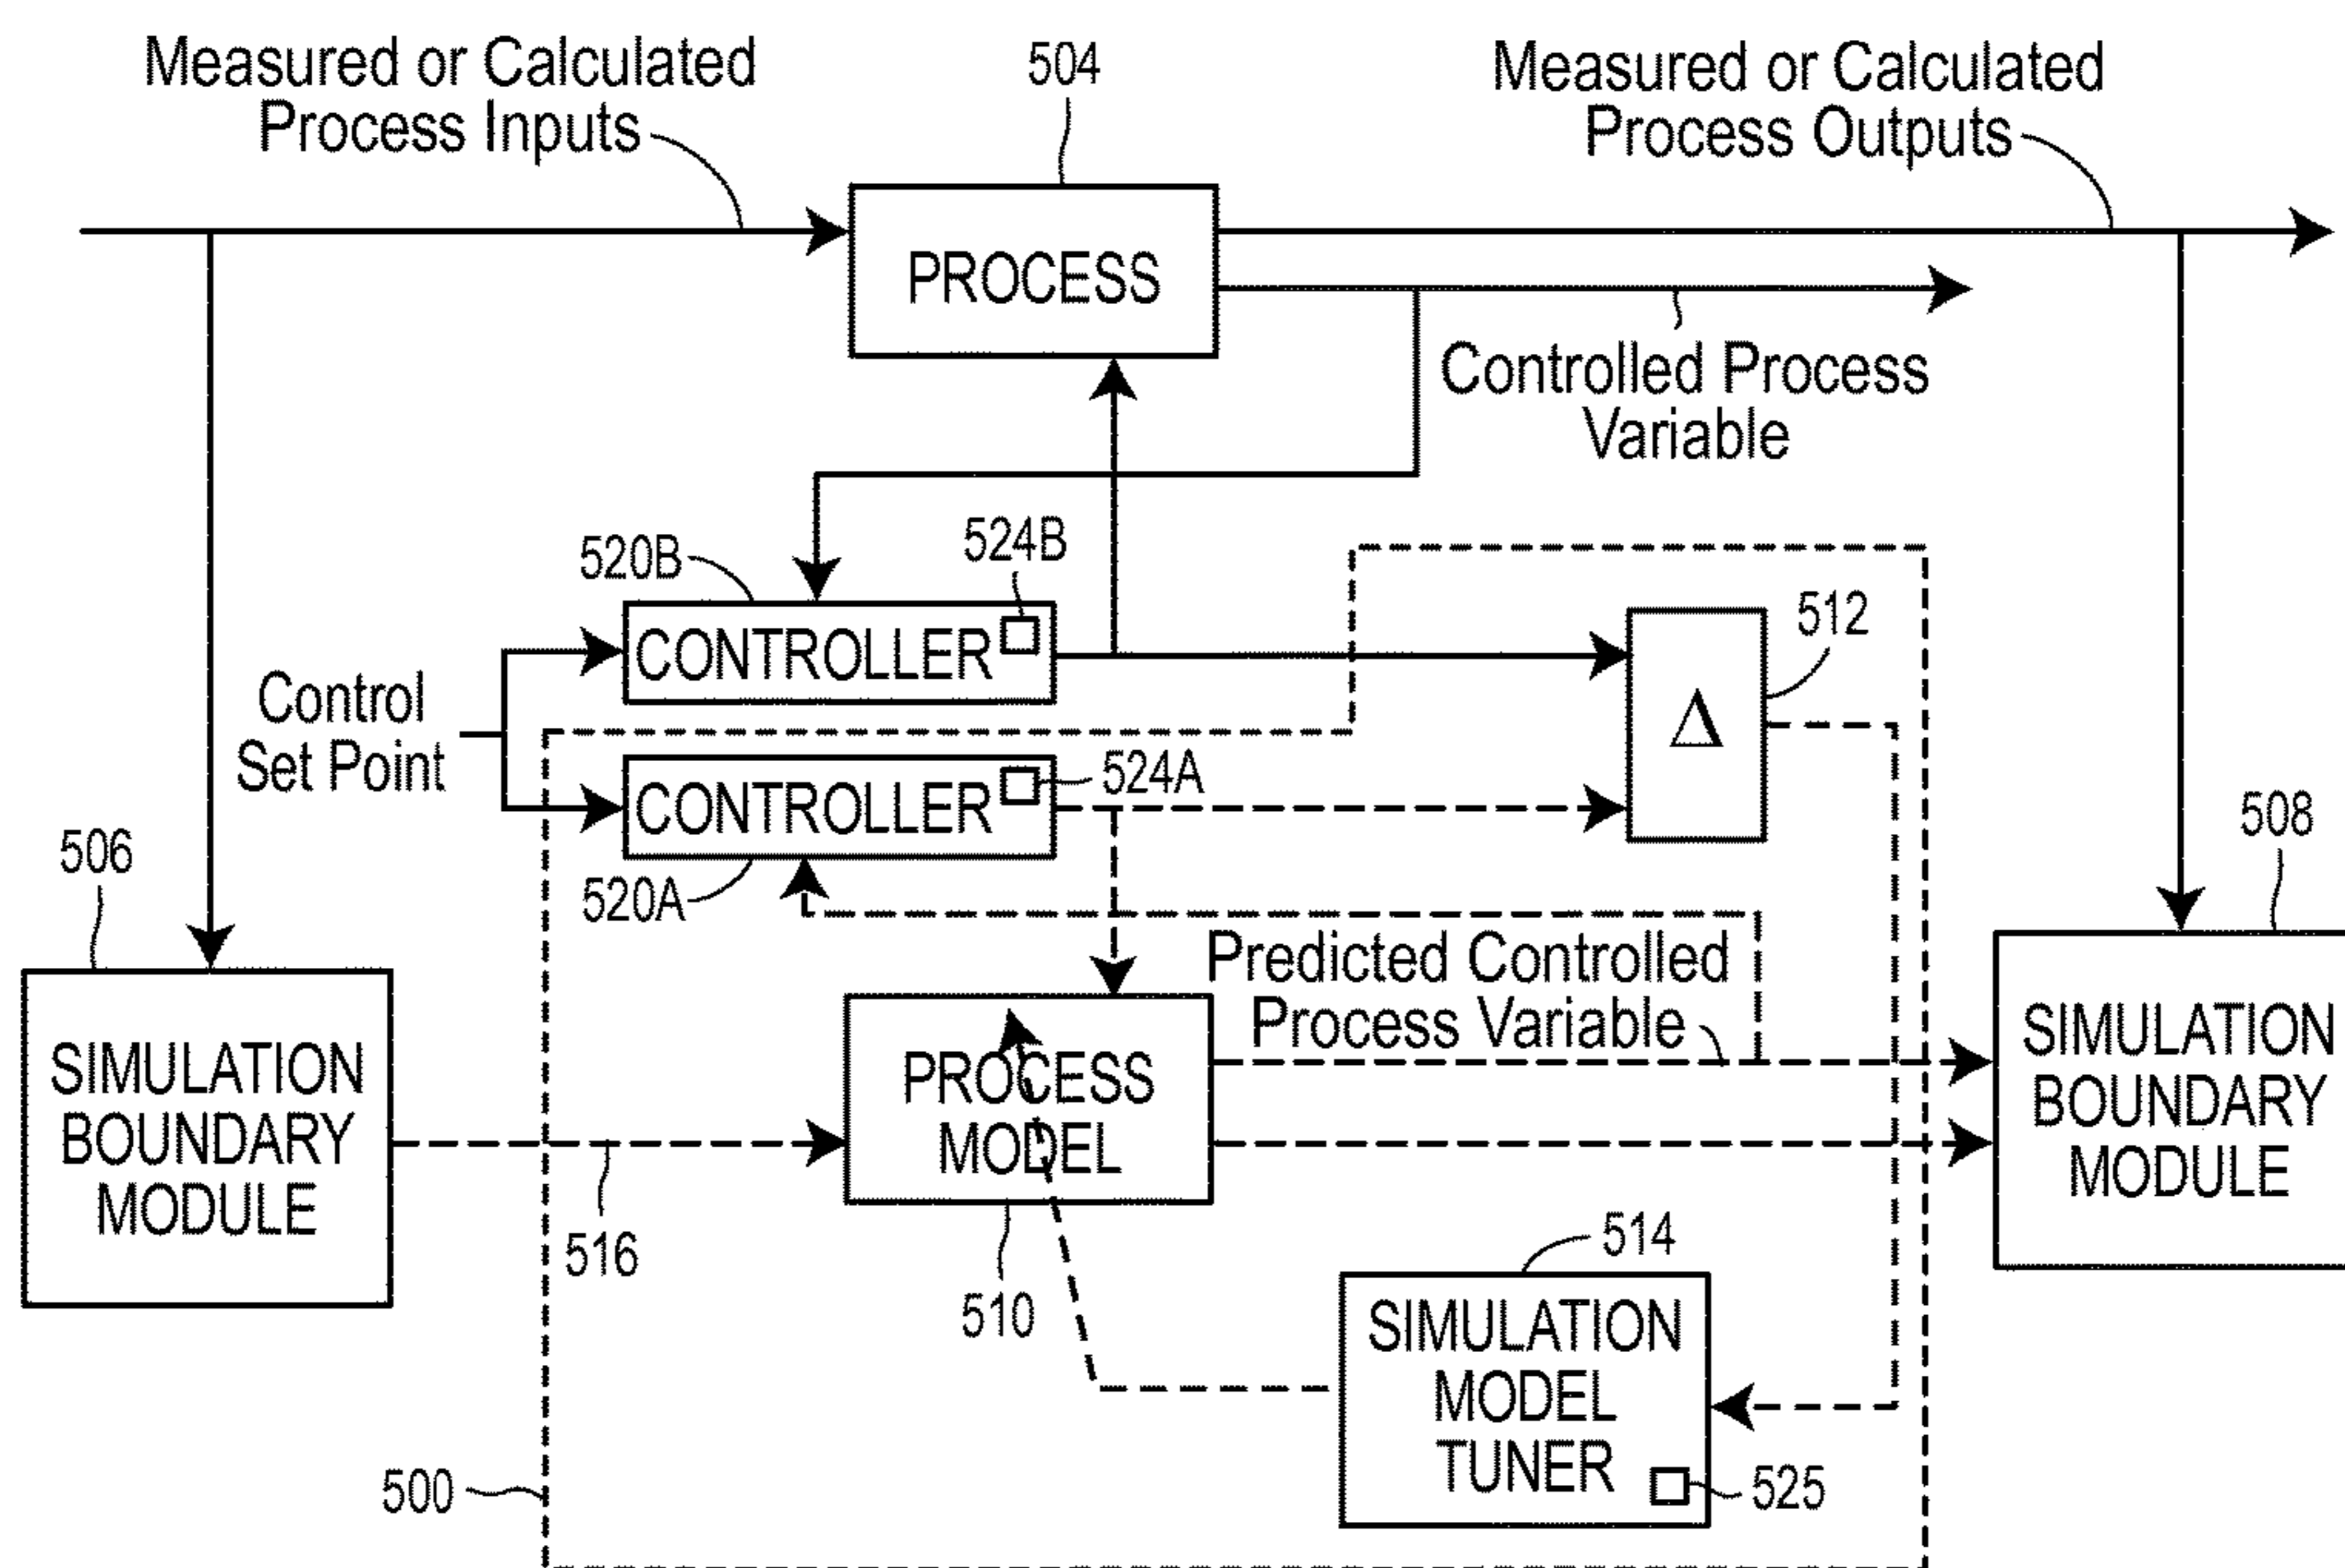 Measured or Calculated
Process Inputs
504
Measured or Calculated
Process Outputs
PROCESS
Controlled Process
Variable
520B
524B
512
CONTROLLER
Δ
Control
Set Point
524A
CONTROLLER
508
506
520A
Predicted Controlled
Process Variable
SIMULATION
BOUNDARY
MODULE
PROCESS
MODEL
SIMULATION
BOUNDARY
MODULE
516
510
514
SIMULATION
MODEL
TUNER
500
525